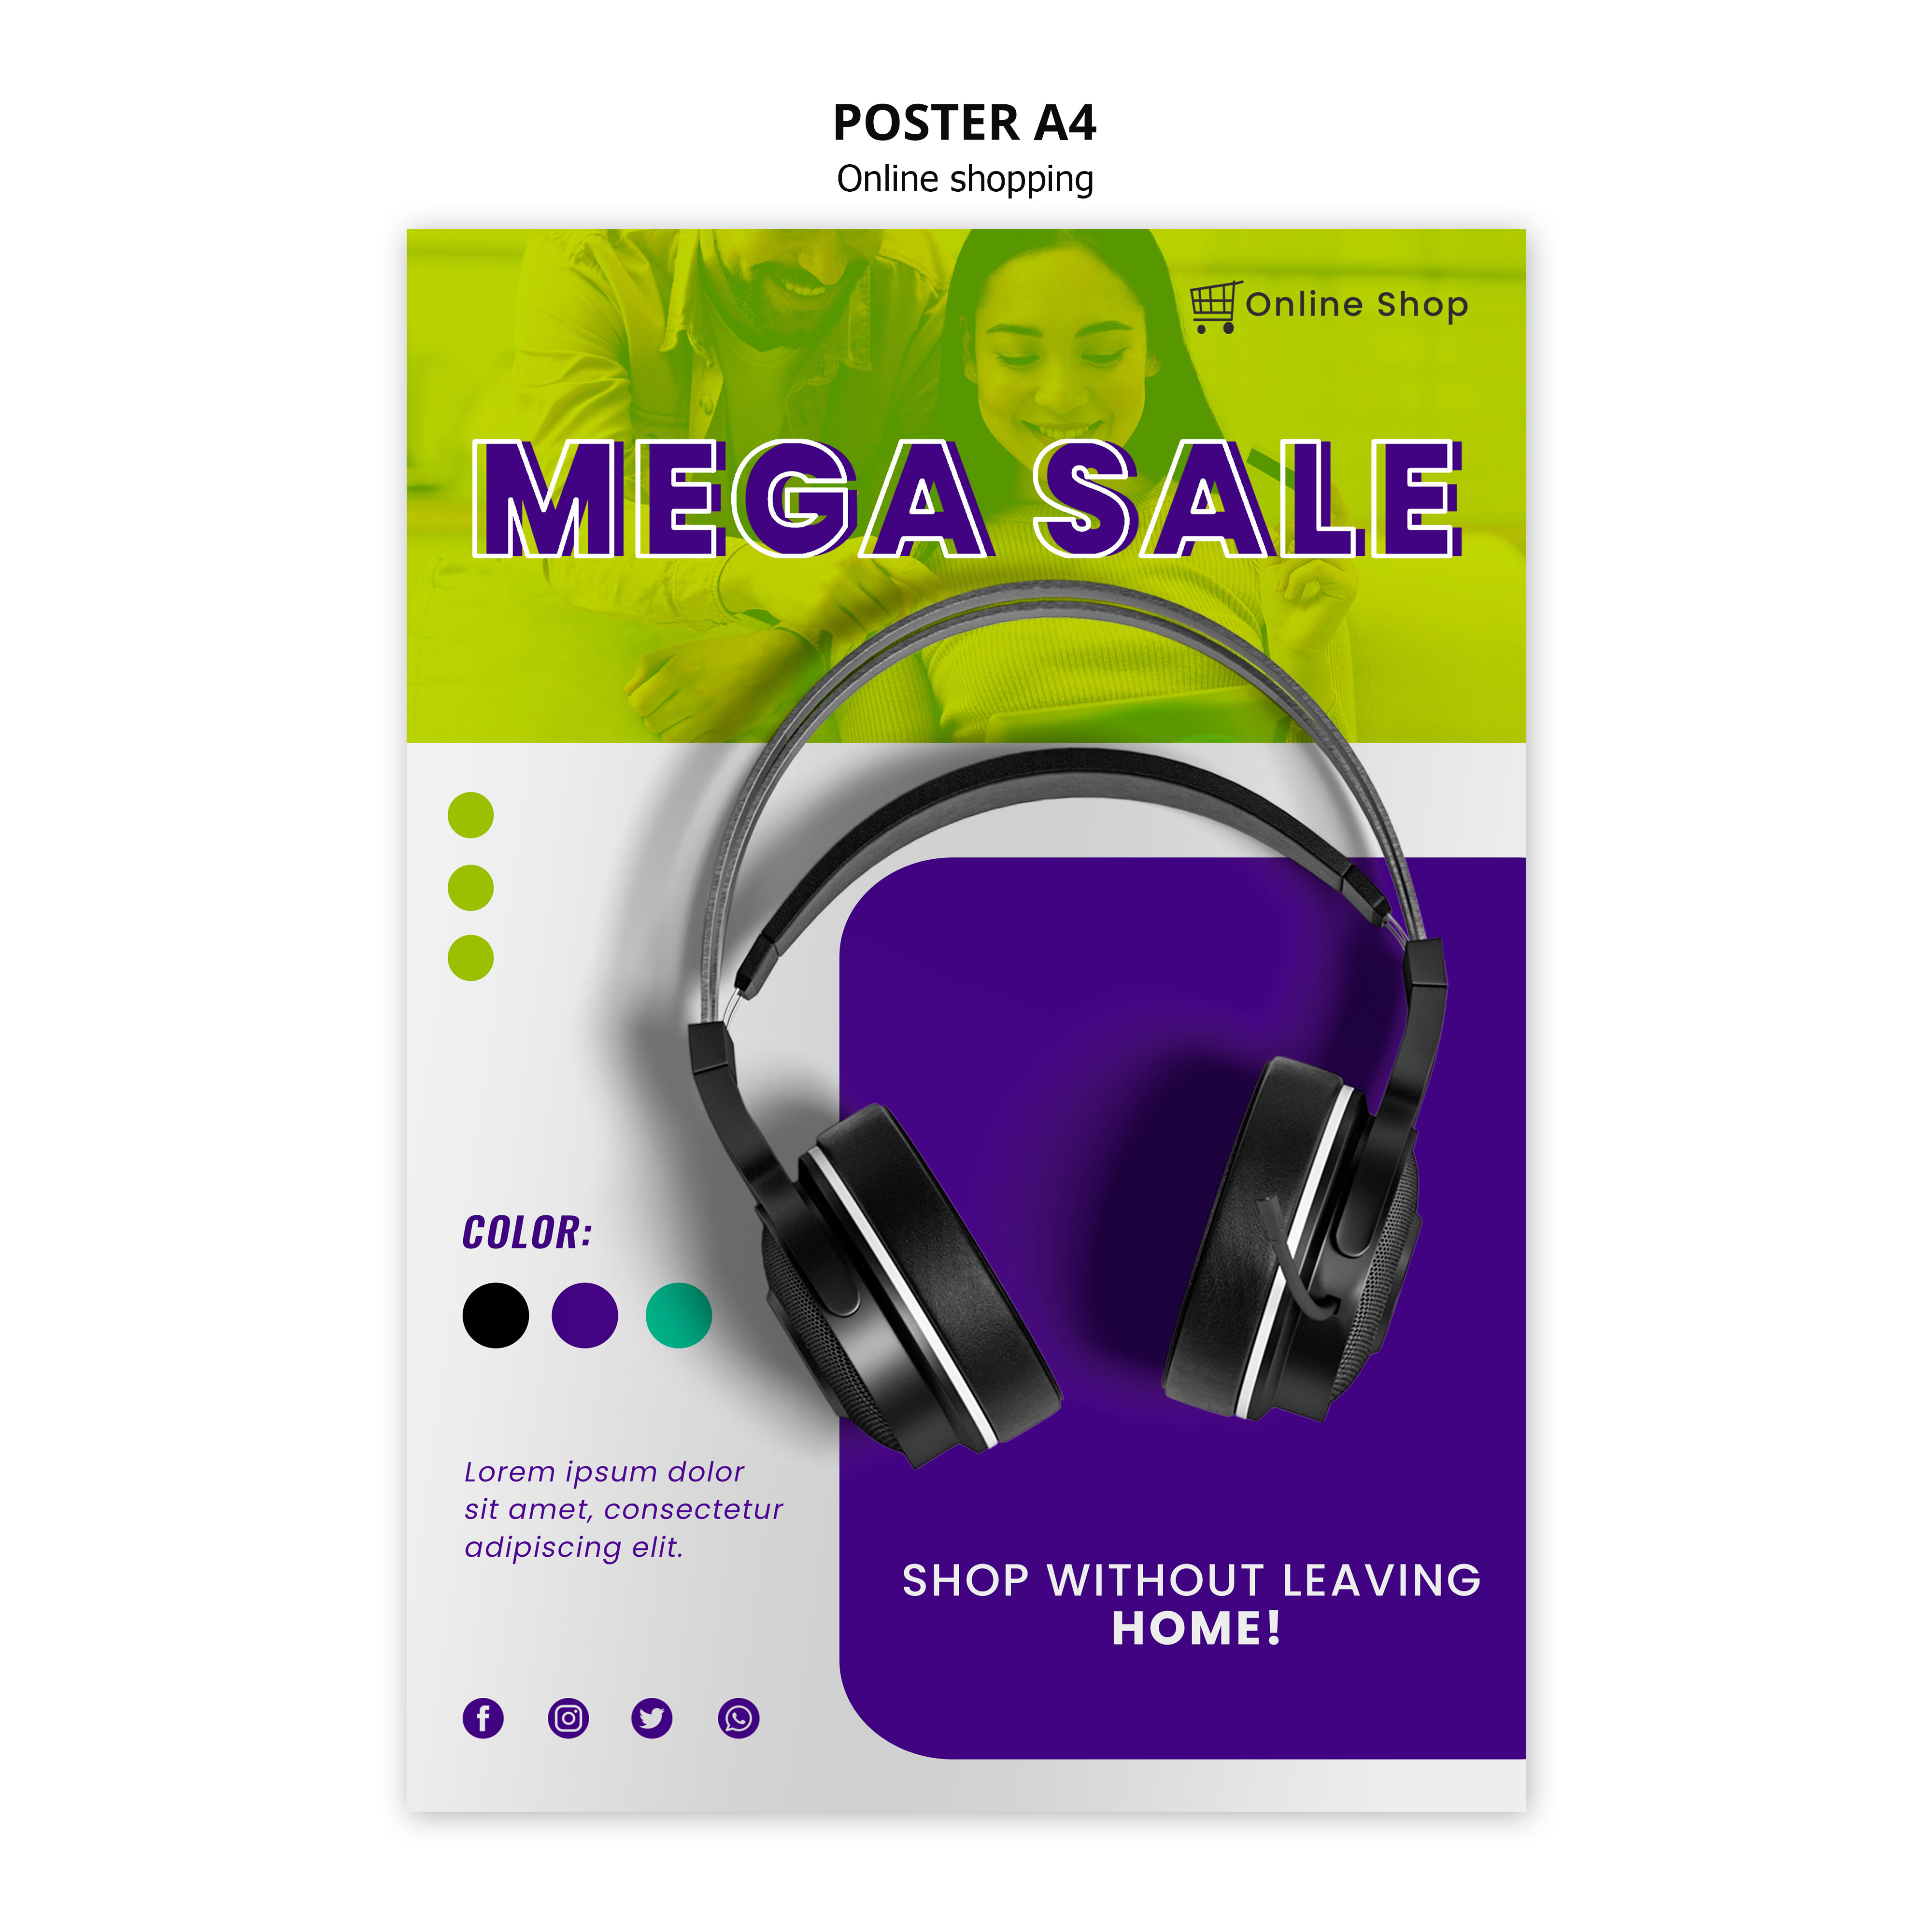 POSTER A4
Online shopping
Online Shop
MEGA SALE
COLOR:
Lorem ipsum dolor
sit amet, consectetur
adipiscing elit.
SHOP WITHOUT LEAVING
HOME!